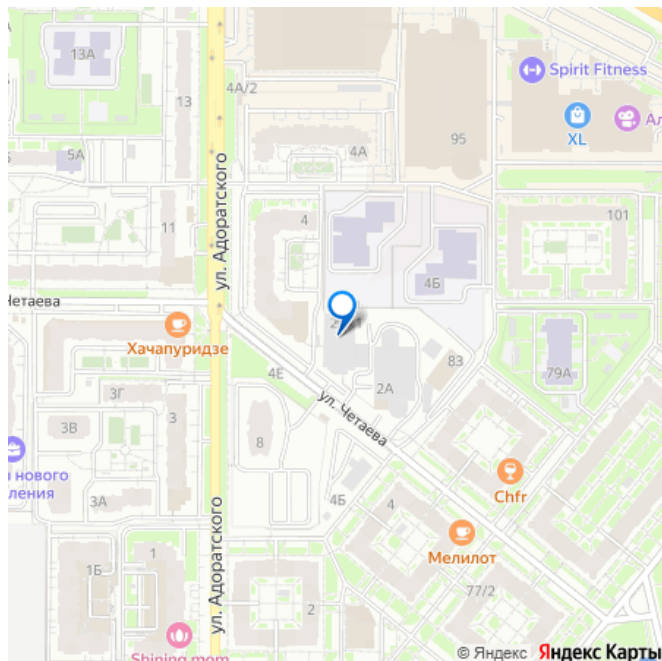 13А
13
4А/2
Spirit Fitness
XL
Ал
95
5А
4А
ул. Адоратского
11
4
101
4Б
Четаева
Хачапуридзе
2
83
79А
4Е
2А
3Г
3
ул. Четаева
3В
8
и нового
ления
3А
Chfr
4Б
4
Мелилот
ул. Адоратского
1Б
1
77/2
2
Shining mom
© Яндекс Яндекс Карты